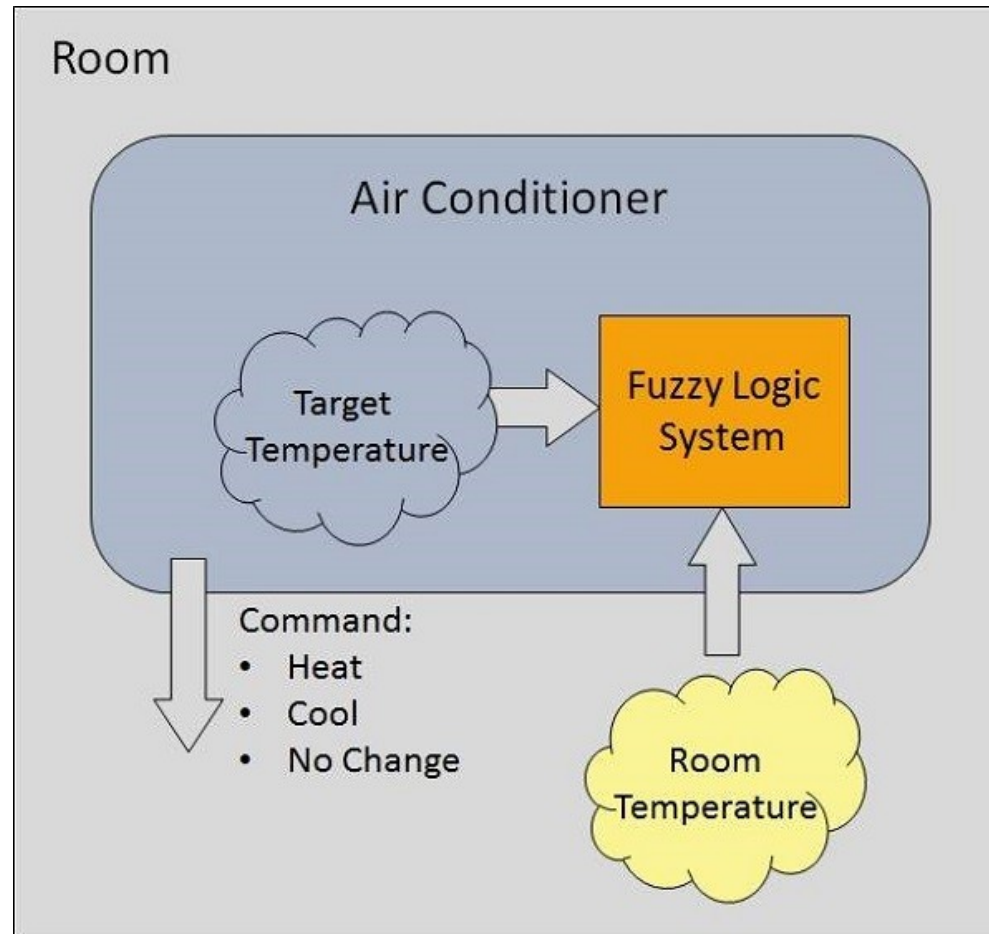 Room
Air Conditioner
Target
Temperature
Fuzzy Logic
System
Command:
• Heat
• Cool
• No Change
Room
Temperature